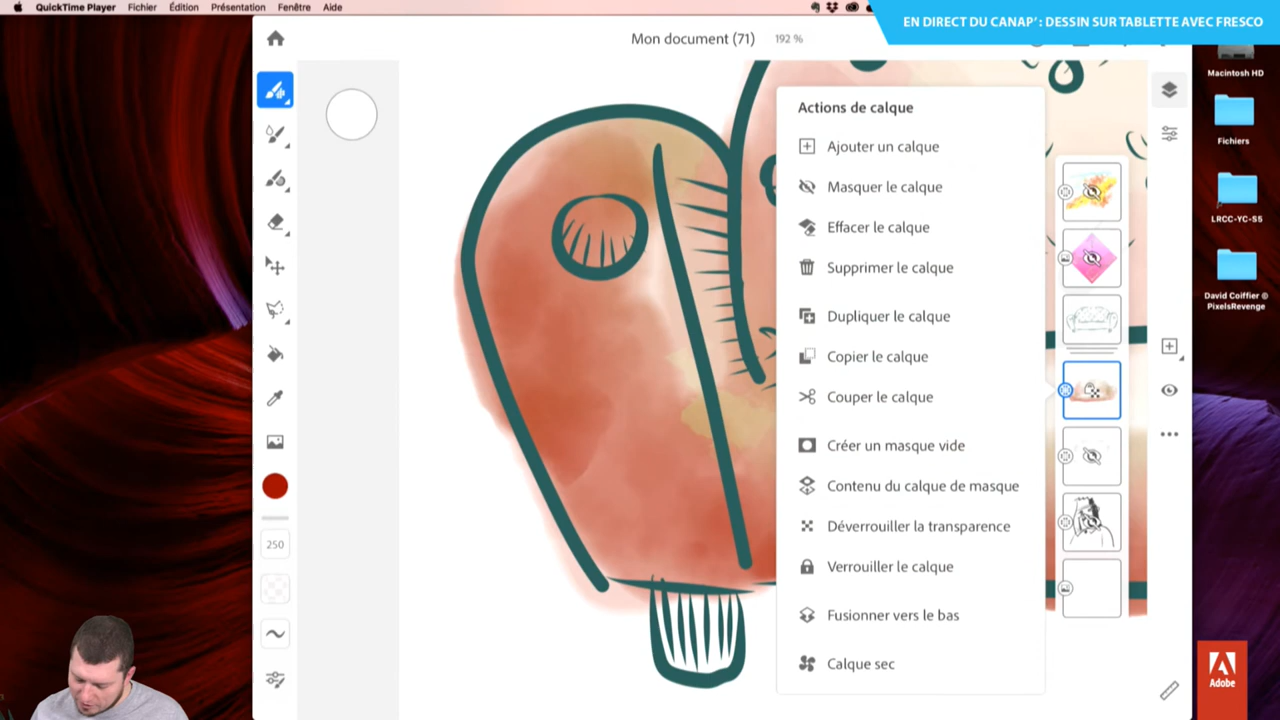 QuickTime Player Fichier Édition Présentation Fenêtre Aide
EN DIRECT DU CANAP' : DESSIN SUR TABLETTE AVEC FRESCO
Mon document (71) 192 %
Macintosh HD
Fichiers
LRCC-YC-S5
David Coiffier ©
PixelsRevenge
Actions de calque
Ajouter un calque
Masquer le calque
Effacer le calque
Supprimer le calque
Dupliquer le calque
Copier le calque
Couper le calque
Créer un masque vide
Contenu du calque de masque
Déverrouiller la transparence
Verrouiller le calque
Fusionner vers le bas
Calque sec
250
Adobe